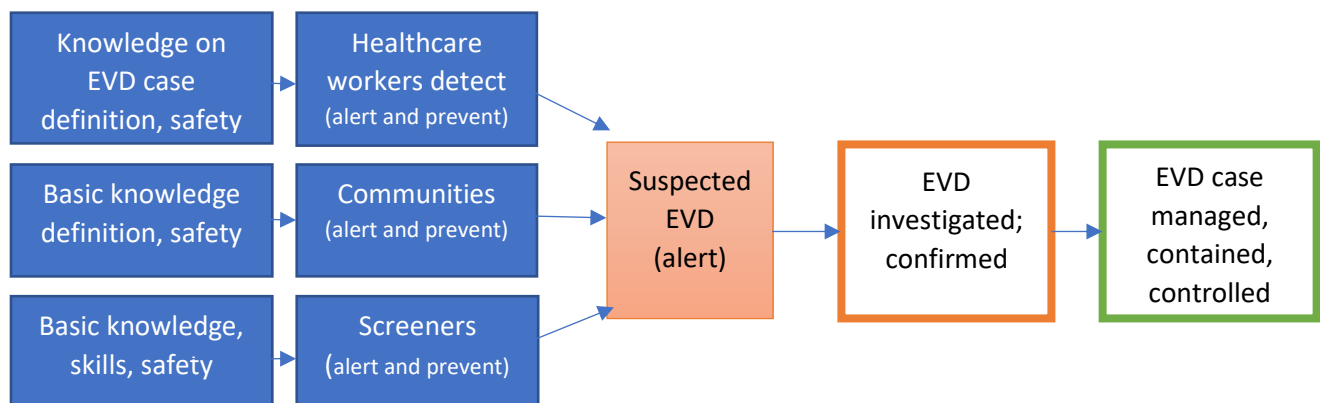 Knowledge on
EVD case
definition, safety
Healthcare
workers detect
(alert and prevent)
Basic knowledge
definition, safety
Communities
(alert and prevent)
Basic knowledge,
skills, safety
Screeners
(alert and prevent)
Suspected
EVD
(alert)
EVD
investigated;
confirmed
EVD case
managed,
contained,
controlled